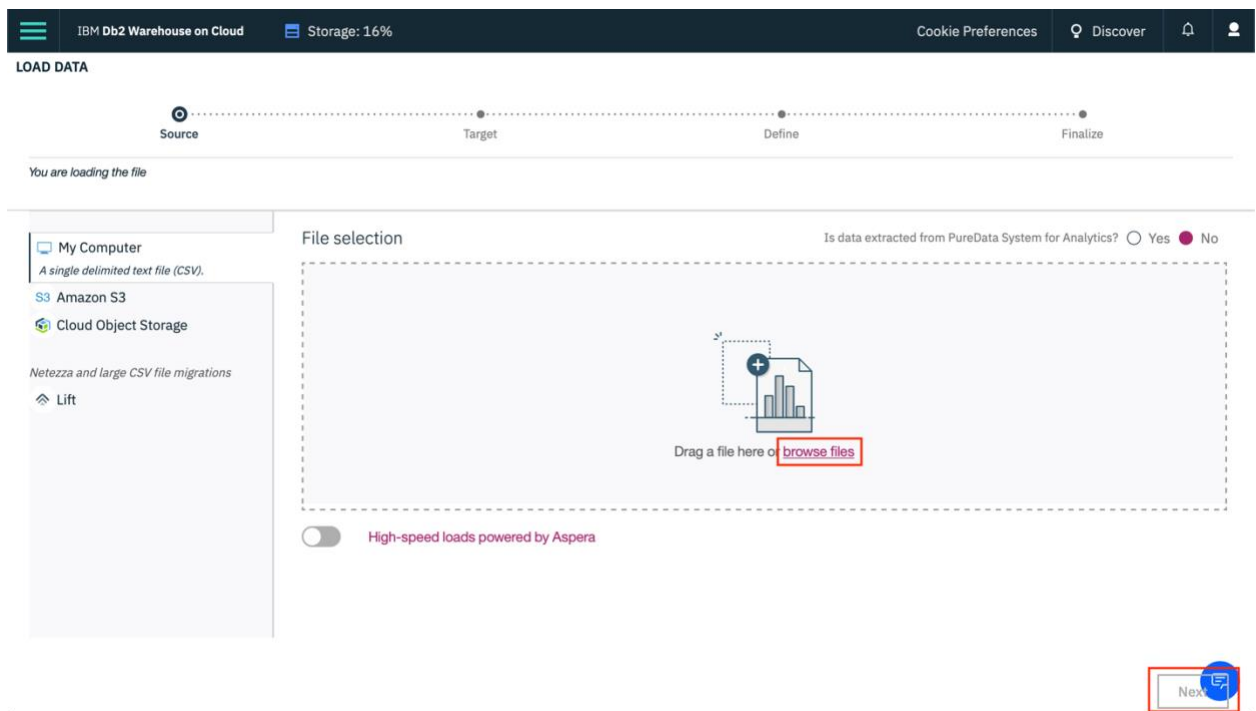 IBM Db2 Warehouse on Cloud
Storage: 16%
Cookie Preferences
Discover
LOAD DATA
Source
Target
Define
Finalize
You are loading the file
My Computer
A single delimited text file (CSV).
S3 Amazon S3
Cloud Object Storage
Netezza and large CSV file migrations
Lift
File selection
Is data extracted from PureData System for Analytics? Yes No
Drag a file here or browse files
High-speed loads powered by Aspera
Next